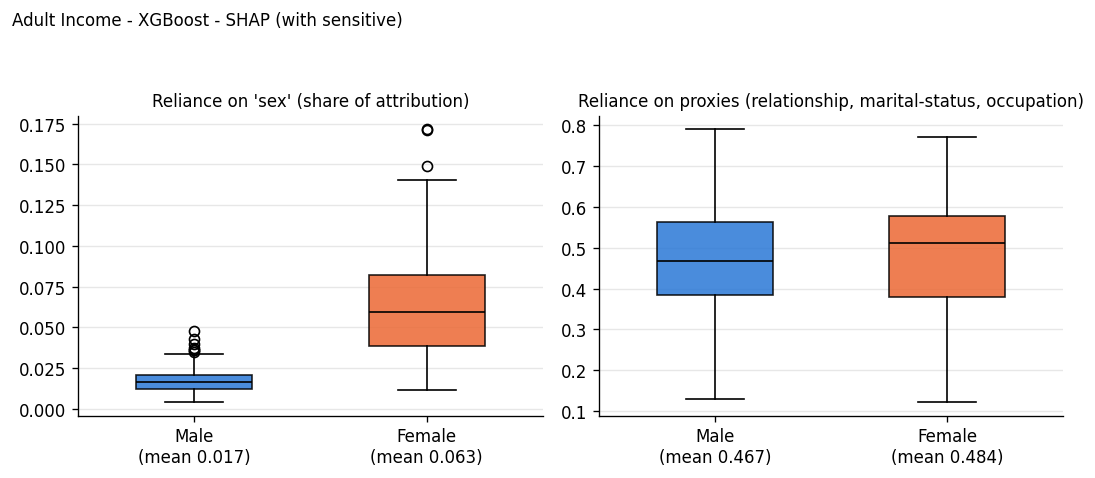 Adult Income - XGBoost - SHAP (with sensitive)
Reliance on 'sex' (share of attribution)
0.175
0.150
0.125
0.100
0.075
0.050
0.025
0.000
Male
(mean 0.017)
Female
(mean 0.063)
Reliance on proxies (relationship, marital-status, occupation)
0.8
0.7
0.6
0.5
0.4
0.3
0.2
0.1
Male
(mean 0.467)
Female
(mean 0.484)